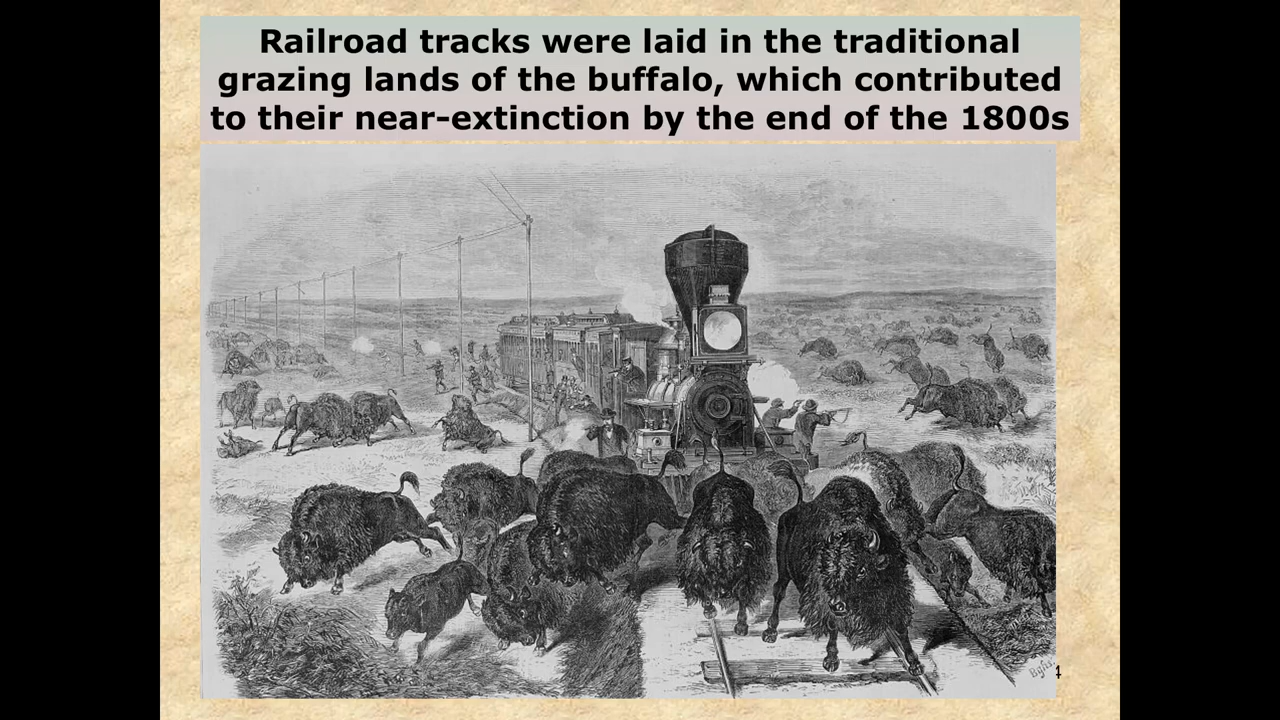 Railroad tracks were laid in the traditional
grazing lands of the buffalo, which contributed
to their near-extinction by the end of the 1800s
4